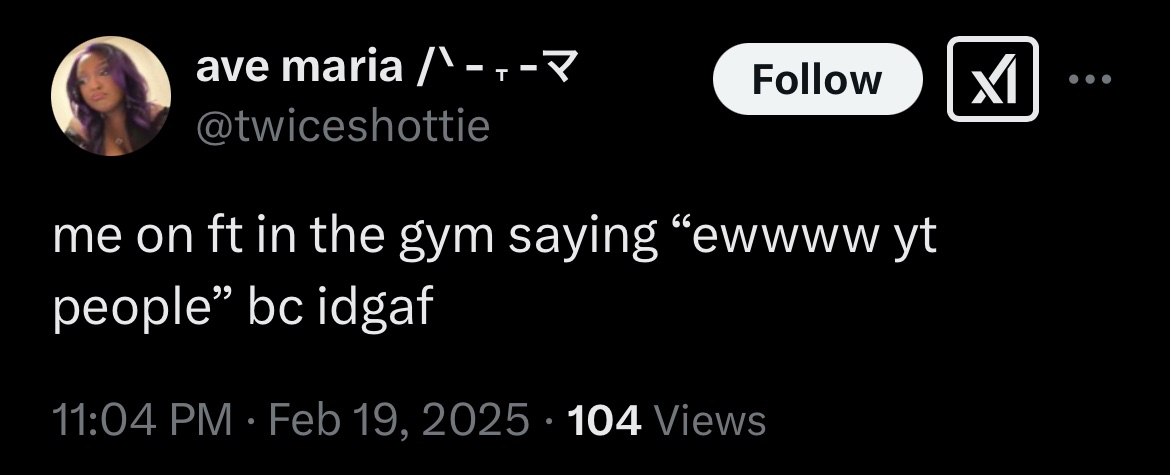 ave maria /ᐠ - ˕ -マ
Follow
@twiceshottie
me on ft in the gym saying “ewwww yt
people” bc idgaf
11:04 PM · Feb 19, 2025 · 104 Views